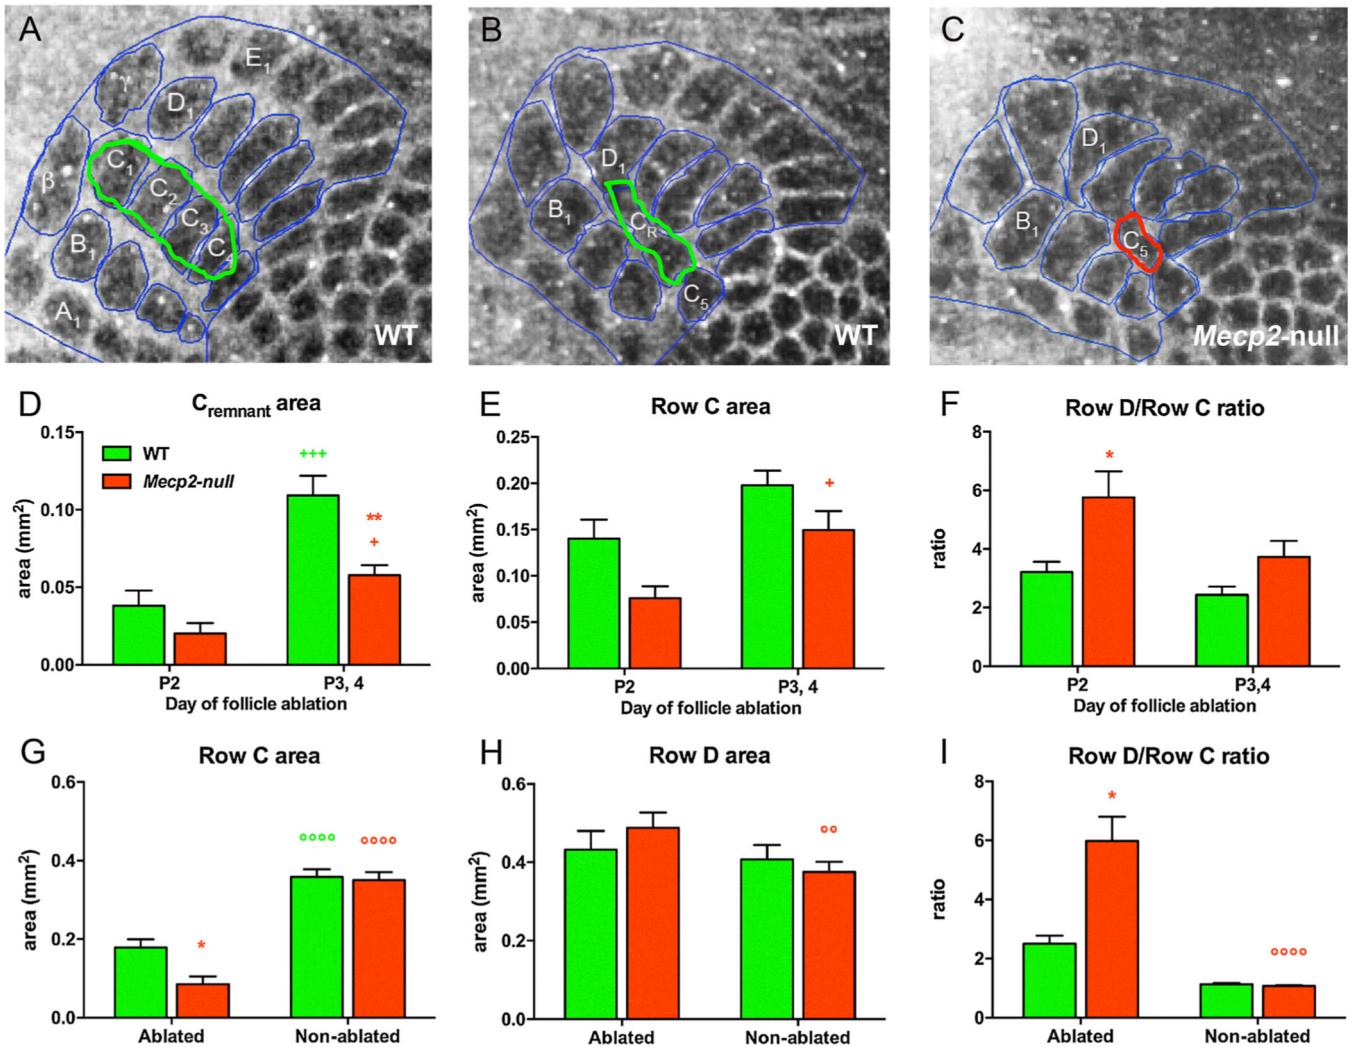 A
γ
E₁
D₁
β
C₁
C₂
C₃
C₄
B₁
A₁
WT
B
D₁
B₁
C_R
C₅
WT
C
D₁
B₁
C₅
Mecp2-null
D
C_remnant area
area (mm²)
0.15
0.10
0.05
0.00
WT
Mecp2-null
+++
**
+
P2 P3, 4
Day of follicle ablation
E
Row C area
area (mm²)
0.25
0.20
0.15
0.10
0.05
0.00
+
P2 P3, 4
Day of follicle ablation
F
Row D/Row C ratio
ratio
8
6
4
2
0
*
P2 P3,4
Day of follicle ablation
G
Row C area
area (mm²)
0.6
0.4
0.2
0.0
*
°°°°
°°°°
Ablated Non-ablated
H
Row D area
area (mm²)
0.6
0.4
0.2
0.0
°°
Ablated Non-ablated
I
Row D/Row C ratio
ratio
8
6
4
2
0
*
°°°°
Ablated Non-ablated